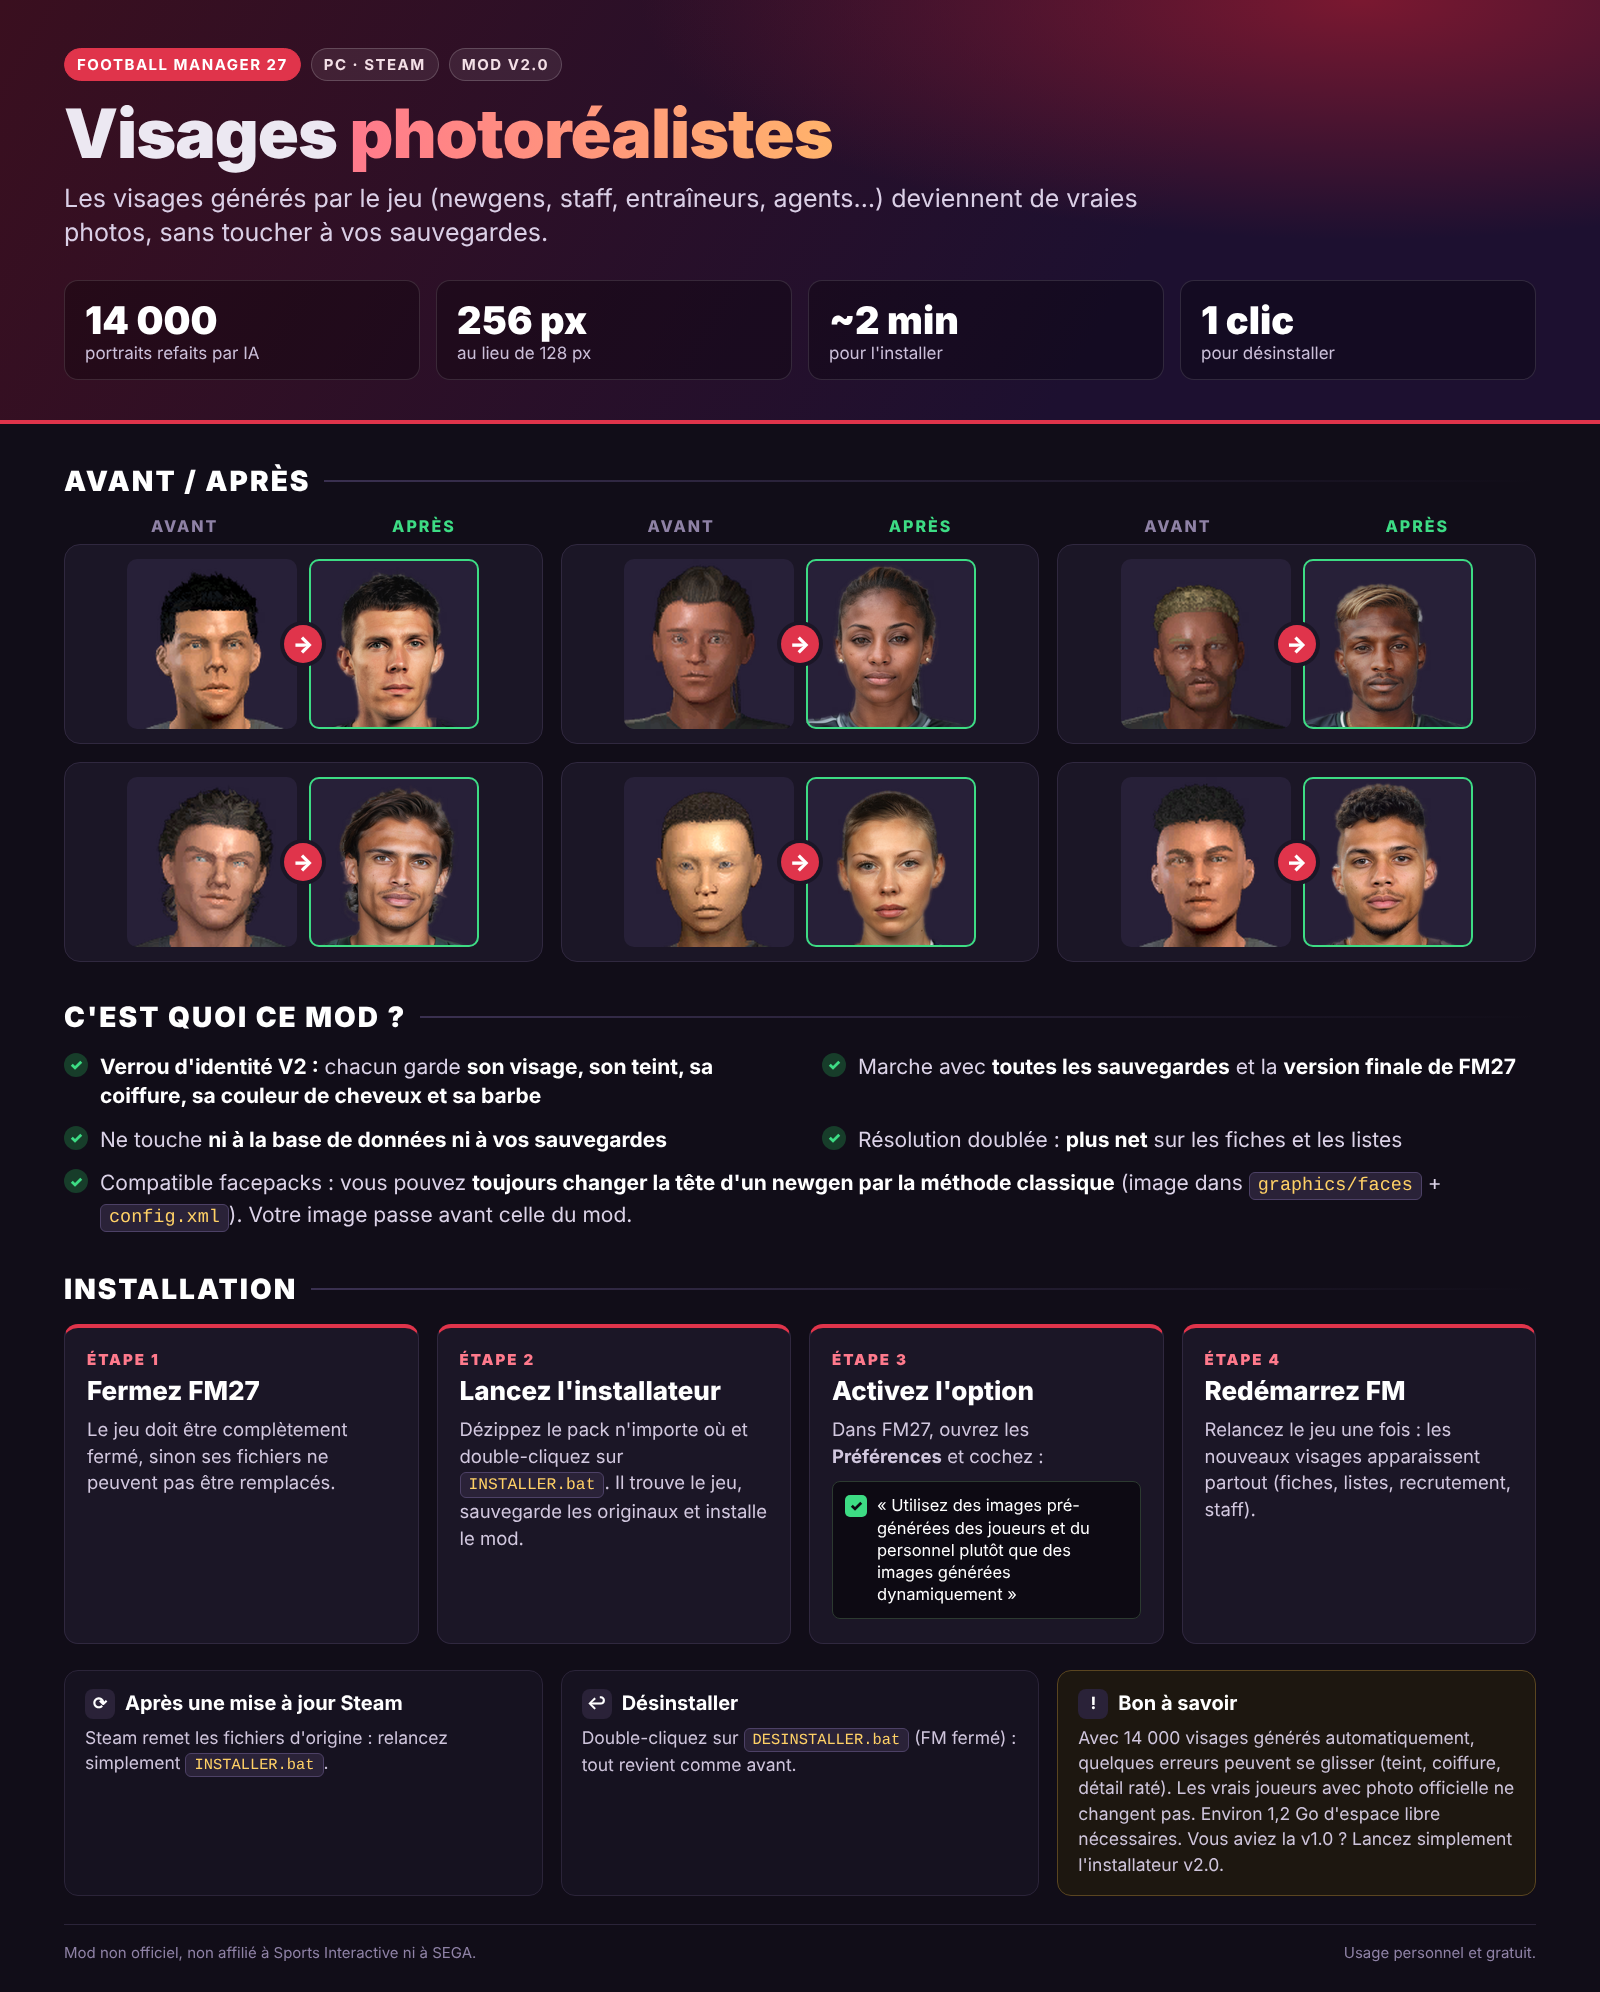 FOOTBALL MANAGER 27
PC · STEAM
MOD V2.0
Visages photoréalistes
Les visages générés par le jeu (newgens, staff, entraîneurs, agents...) deviennent de vraies
photos, sans toucher à vos sauvegardes.
14 000
portraits refaits par IA
256 px
au lieu de 128 px
~2 min
pour l'installer
1 clic
pour désinstaller
AVANT / APRÈS
AVANT
APRÈS
AVANT
APRÈS
AVANT
APRÈS
C'EST QUOI CE MOD ?
Verrou d'identité V2 : chacun garde son visage, son teint, sa
coiffure, sa couleur de cheveux et sa barbe
Marche avec toutes les sauvegardes et la version finale de FM27
Ne touche ni à la base de données ni à vos sauvegardes
Résolution doublée : plus net sur les fiches et les listes
Compatible facepacks : vous pouvez toujours changer la tête d'un newgen par la méthode classique (image dans graphics/faces +
config.xml). Votre image passe avant celle du mod.
INSTALLATION
ÉTAPE 1
Fermez FM27
Le jeu doit être complètement
fermé, sinon ses fichiers ne
peuvent pas être remplacés.
ÉTAPE 2
Lancez l'installateur
Dézippez le pack n'importe où et
double-cliquez sur
INSTALLER.bat. Il trouve le jeu,
sauvegarde les originaux et installe
le mod.
ÉTAPE 3
Activez l'option
Dans FM27, ouvrez les
Préférences et cochez :
« Utilisez des images pré-
générées des joueurs et du
personnel plutôt que des
images générées
dynamiquement »
ÉTAPE 4
Redémarrez FM
Relancez le jeu une fois : les
nouveaux visages apparaissent
partout (fiches, listes, recrutement,
staff).
Après une mise à jour Steam
Steam remet les fichiers d'origine : relancez
simplement INSTALLER.bat.
Désinstaller
Double-cliquez sur DESINSTALLER.bat (FM fermé) :
tout revient comme avant.
! Bon à savoir
Avec 14 000 visages générés automatiquement,
quelques erreurs peuvent se glisser (teint, coiffure,
détail raté). Les vrais joueurs avec photo officielle ne
changent pas. Environ 1,2 Go d'espace libre
nécessaires. Vous aviez la v1.0 ? Lancez simplement
l'installateur v2.0.
Mod non officiel, non affilié à Sports Interactive ni à SEGA.
Usage personnel et gratuit.